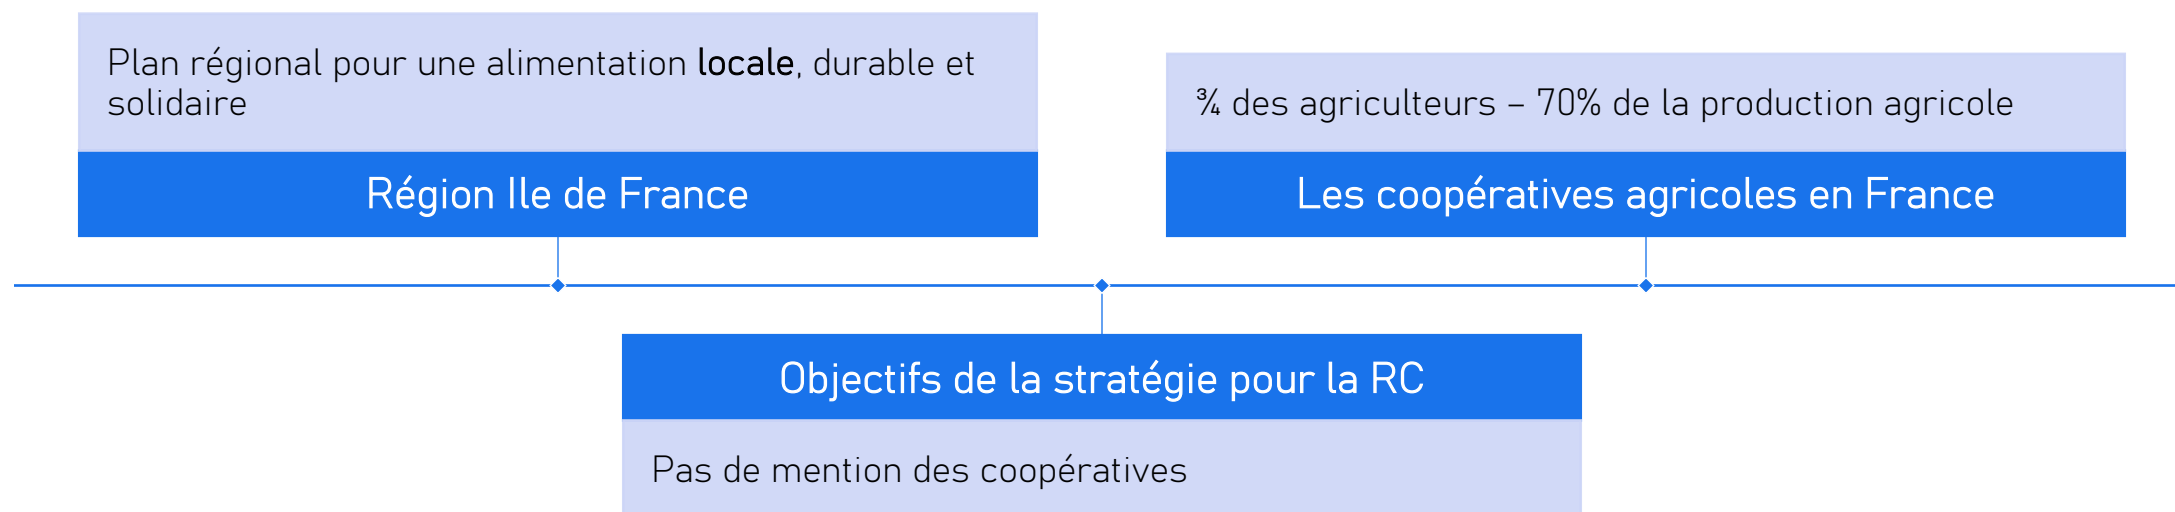 Plan régional pour une alimentation locale, durable et
solidaire
Région Ile de France
¾ des agriculteurs – 70% de la production agricole
Les coopératives agricoles en France
Objectifs de la stratégie pour la RC
Pas de mention des coopératives